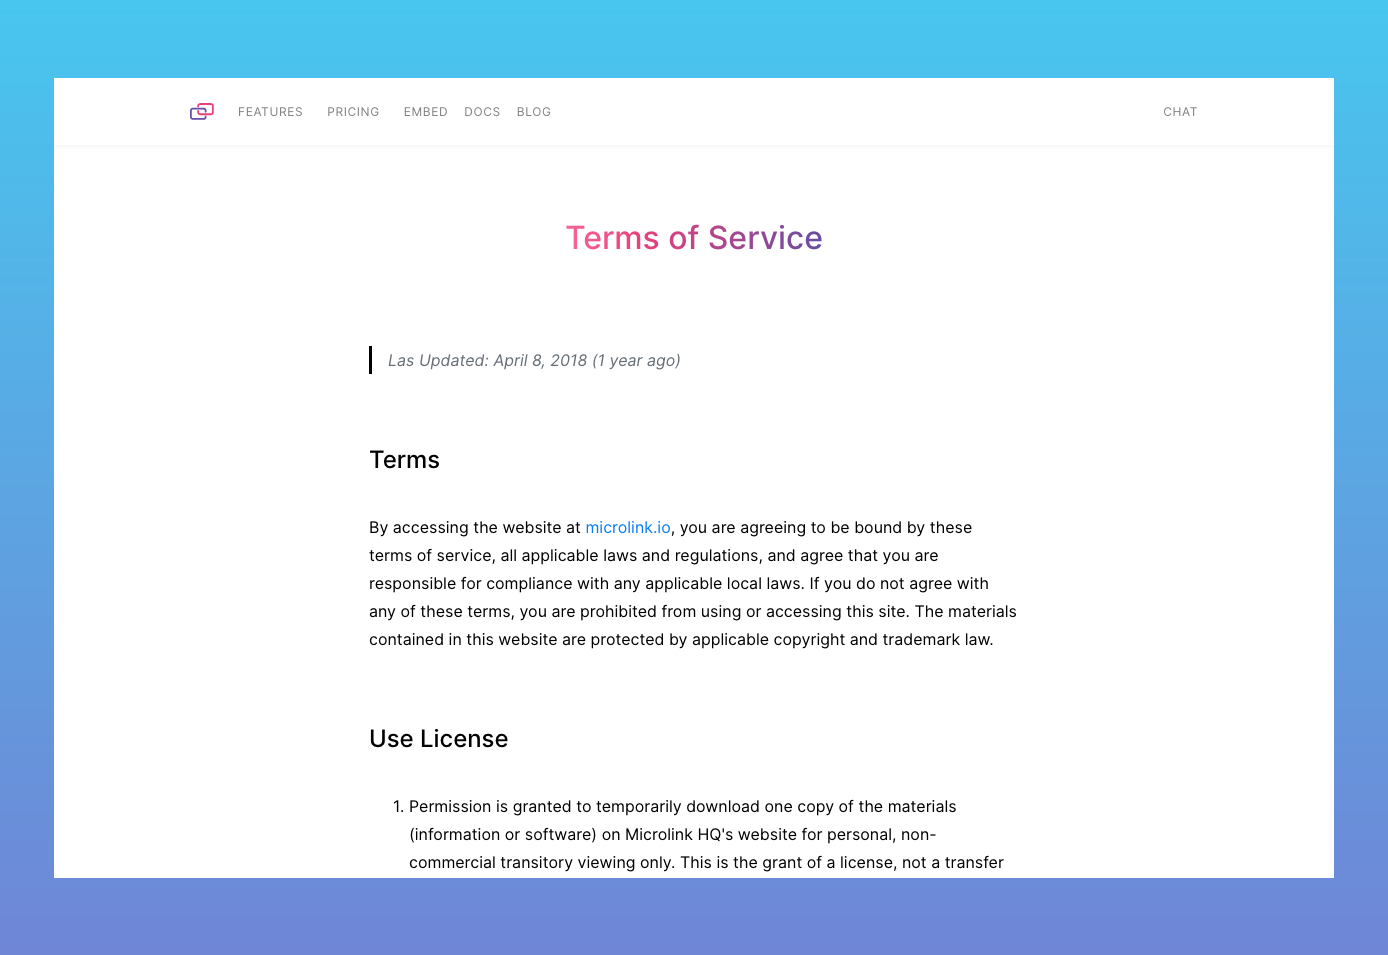 FEATURES PRICING EMBED DOCS BLOG CHAT
Terms of Service
Las Updated: April 8, 2018 (1 year ago)
Terms
By accessing the website at microlink.io, you are agreeing to be bound by these
terms of service, all applicable laws and regulations, and agree that you are
responsible for compliance with any applicable local laws. If you do not agree with
any of these terms, you are prohibited from using or accessing this site. The materials
contained in this website are protected by applicable copyright and trademark law.
Use License
1. Permission is granted to temporarily download one copy of the materials
(information or software) on Microlink HQ's website for personal, non-
commercial transitory viewing only. This is the grant of a license, not a transfer